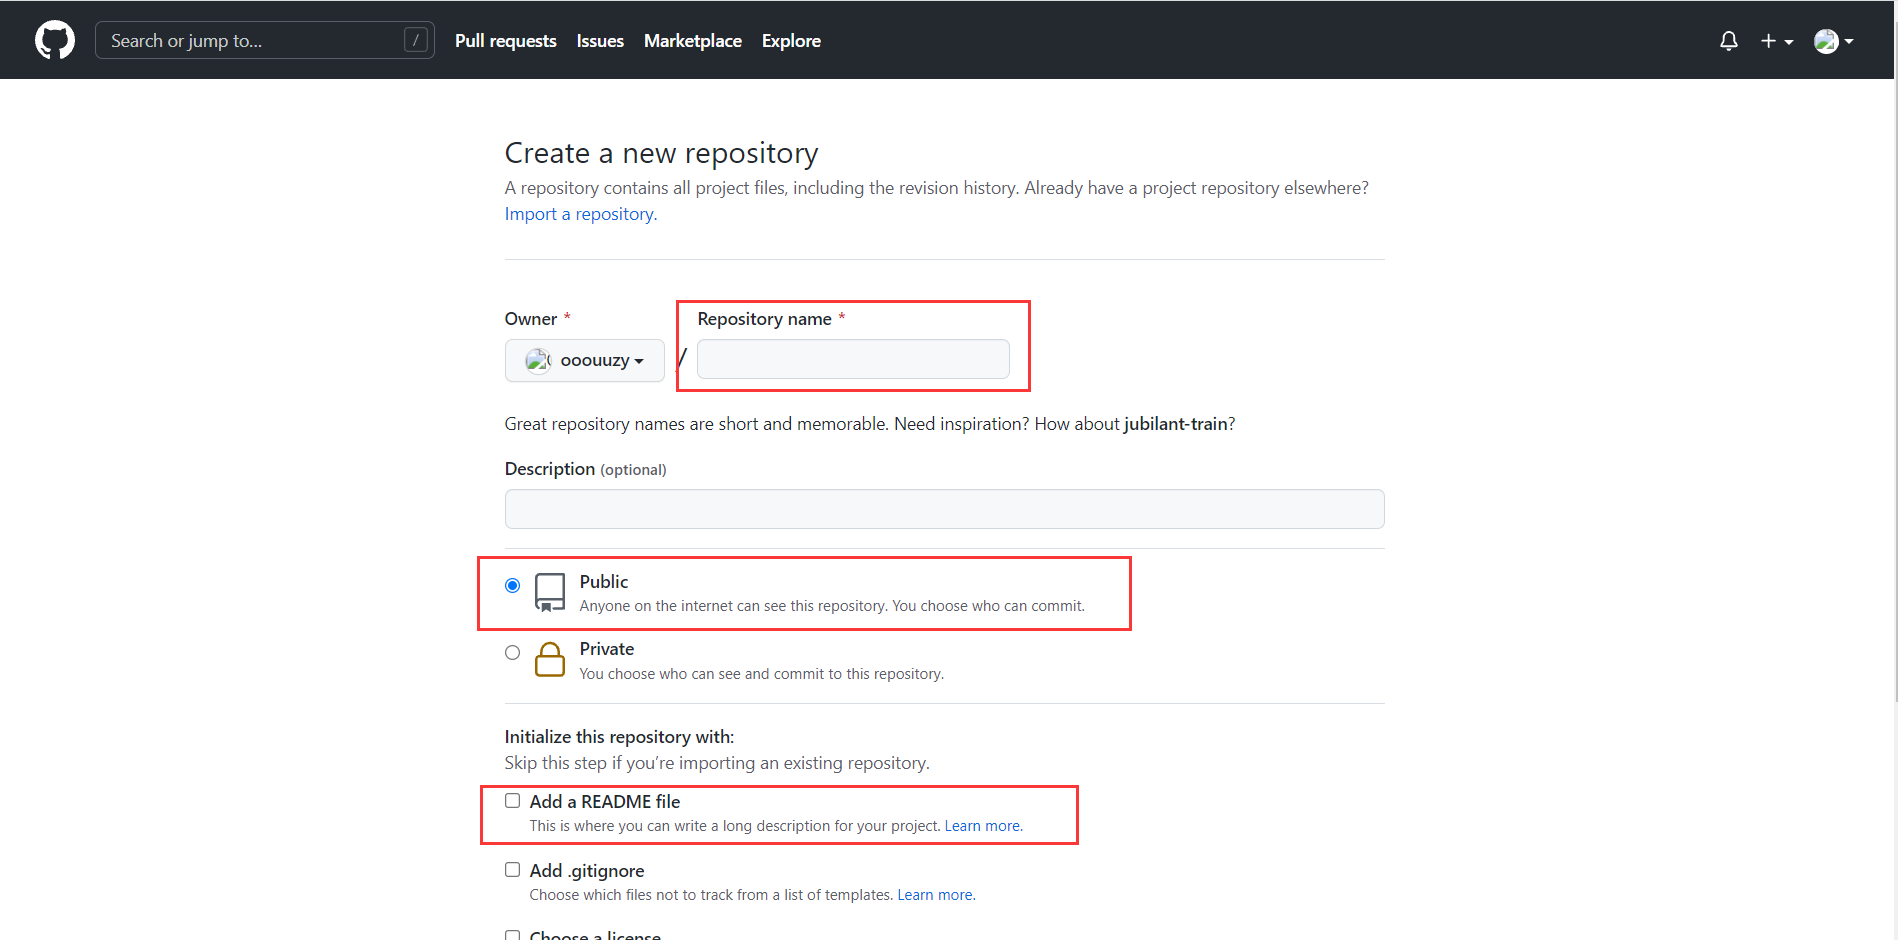 Search or jump to... / Pull requests Issues Marketplace Explore
Create a new repository
A repository contains all project files, including the revision history. Already have a project repository elsewhere?
Import a repository.
Owner * Repository name *
ooouuzy /
Great repository names are short and memorable. Need inspiration? How about jubilant-train?
Description (optional)
Public
Anyone on the internet can see this repository. You choose who can commit.
Private
You choose who can see and commit to this repository.
Initialize this repository with:
Skip this step if you’re importing an existing repository.
Add a README file
This is where you can write a long description for your project. Learn more.
Add .gitignore
Choose which files not to track from a list of templates. Learn more.
Choose a license